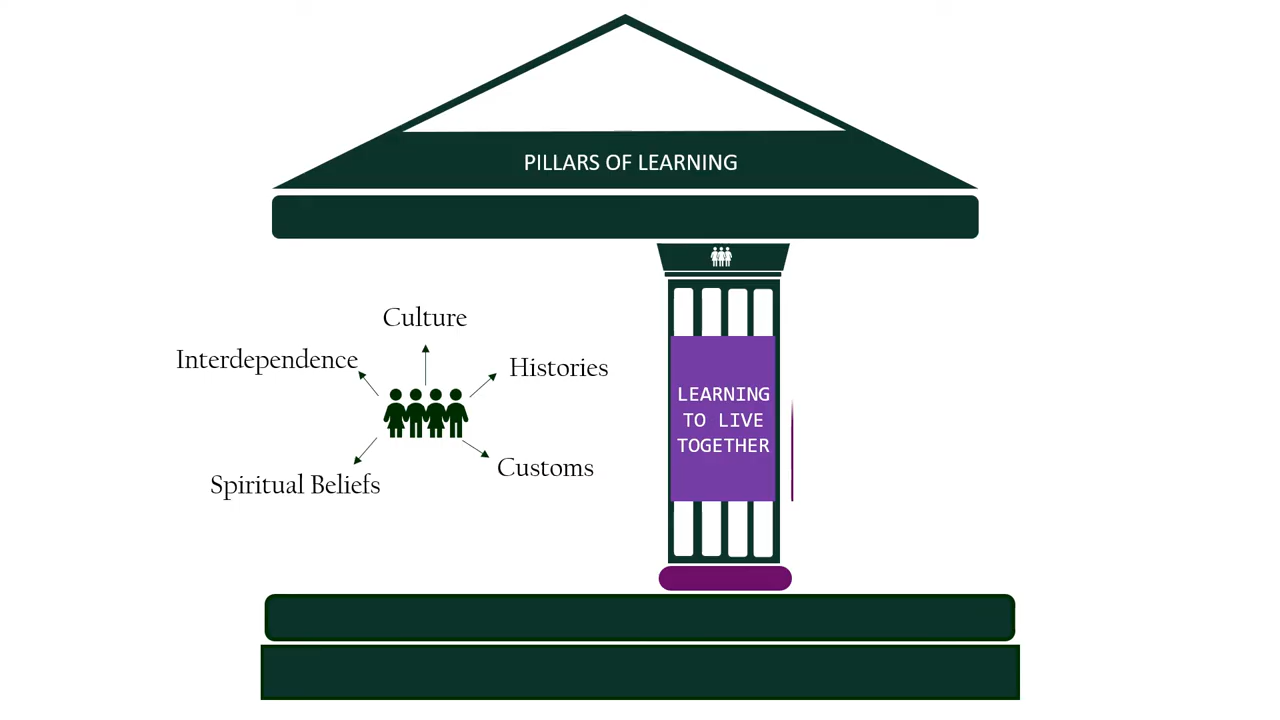 PILLARS OF LEARNING
Culture
Interdependence
Histories
Spiritual Beliefs
Customs
LEARNING
TO LIVE
TOGETHER